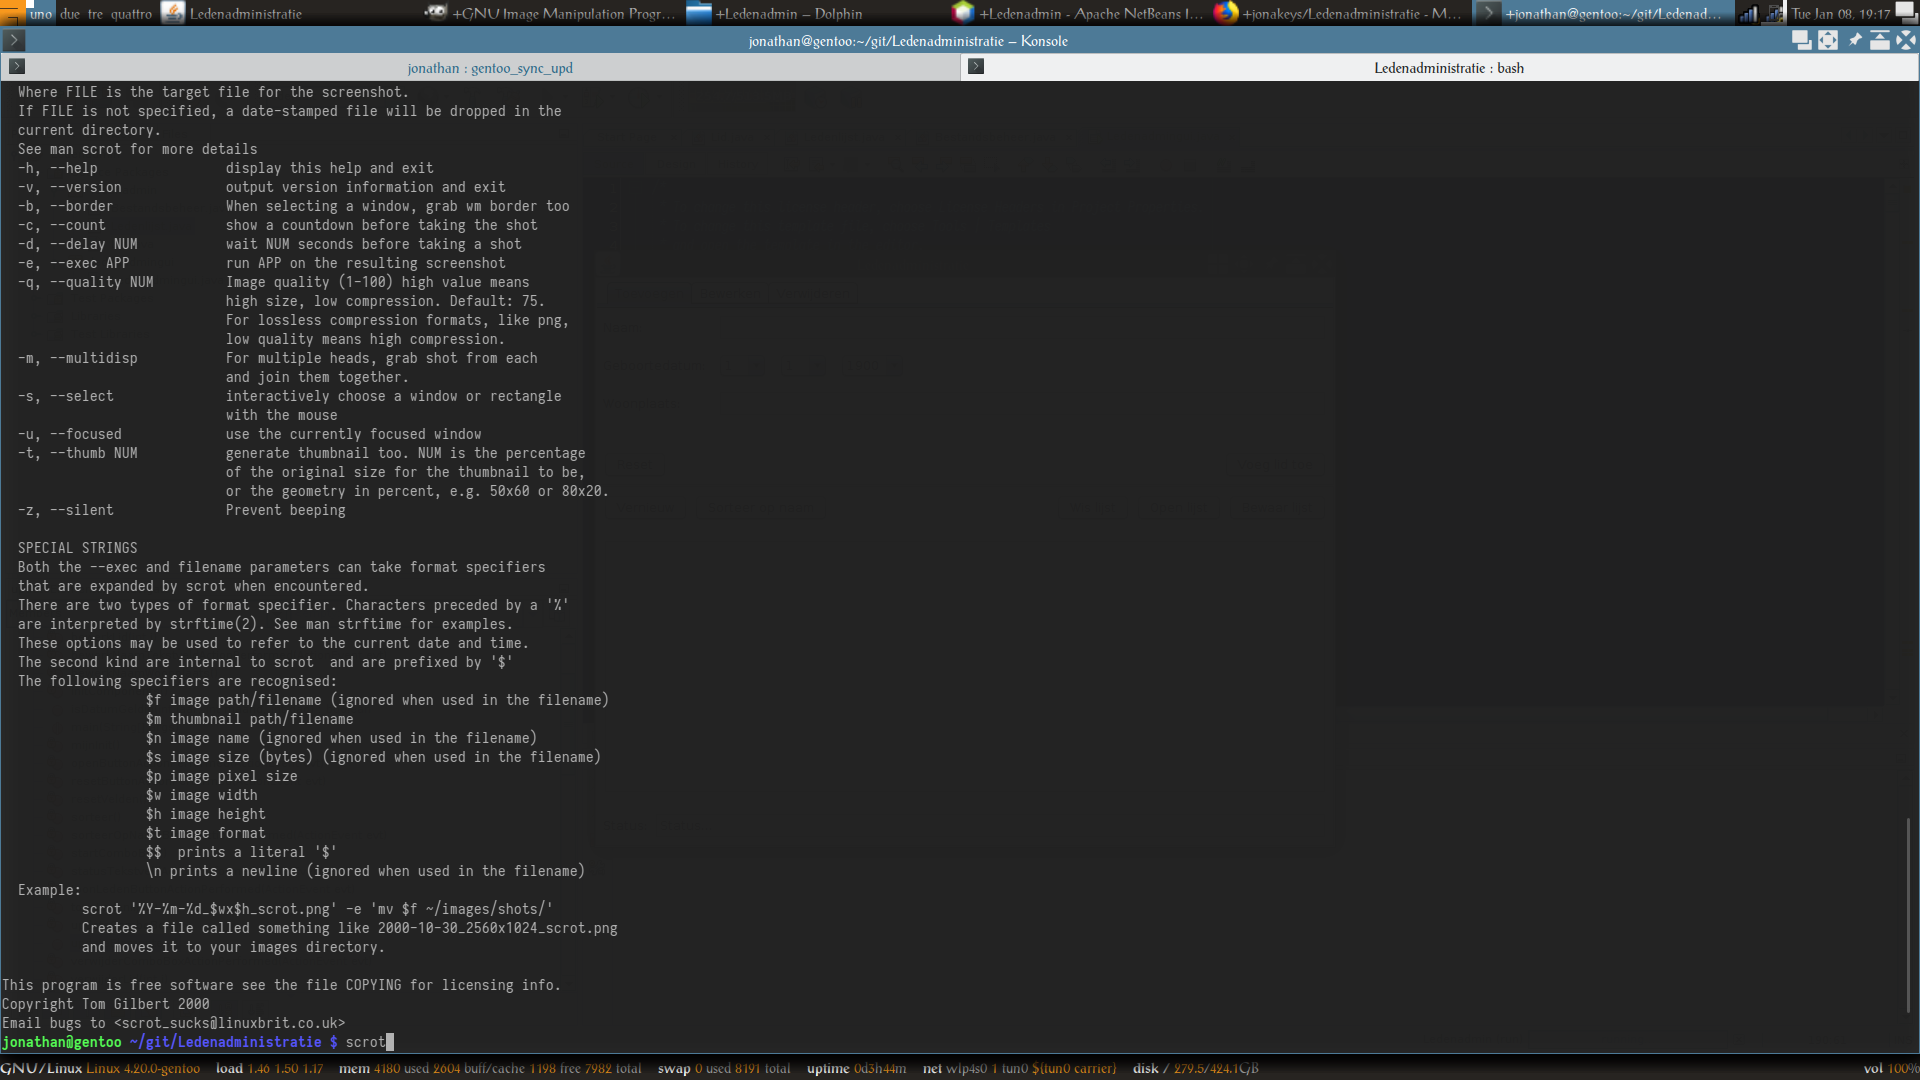 uno due tre quattro Ledenadministratie +GNU Image Manipulation Progr... +Ledenadmin – Dolphin +Ledenadmin - Apache NetBeans I... +jonakeys/Ledenadministratie - M... +jonathan@gentoo:~/git/Ledenad... Tue Jan 08, 19:17
jonathan@gentoo:~/git/Ledenadministratie – Konsole
jonathan : gentoo_sync_upd Ledenadministratie : bash
Where FILE is the target file for the screenshot.
If FILE is not specified, a date-stamped file will be dropped in the
current directory.
See man scrot for more details
-h, --help display this help and exit
-v, --version output version information and exit
-b, --border When selecting a window, grab wm border too
-c, --count show a countdown before taking the shot
-d, --delay NUM wait NUM seconds before taking a shot
-e, --exec APP run APP on the resulting screenshot
-q, --quality NUM Image quality (1-100) high value means
high size, low compression. Default: 75.
For lossless compression formats, like png,
low quality means high compression.
-m, --multidisp For multiple heads, grab shot from each
and join them together.
-s, --select interactively choose a window or rectangle
with the mouse
-u, --focused use the currently focused window
-t, --thumb NUM generate thumbnail too. NUM is the percentage
of the original size for the thumbnail to be,
or the geometry in percent, e.g. 50x60 or 80x20.
-z, --silent Prevent beeping
SPECIAL STRINGS
Both the --exec and filename parameters can take format specifiers
that are expanded by scrot when encountered.
There are two types of format specifier. Characters preceded by a '%'
are interpreted by strftime(2). See man strftime for examples.
These options may be used to refer to the current date and time.
The second kind are internal to scrot  and are prefixed by '$'
The following specifiers are recognised:
$f image path/filename (ignored when used in the filename)
$m thumbnail path/filename
$n image name (ignored when used in the filename)
$s image size (bytes) (ignored when used in the filename)
$p image pixel size
$w image width
$h image height
$t image format
$$  prints a literal '$'
\n prints a newline (ignored when used in the filename)
Example:
scrot '%Y-%m-%d_$wx$h_scrot.png' -e 'mv $f ~/images/shots/'
Creates a file called something like 2000-10-30_2560x1024_scrot.png
and moves it to your images directory.
This program is free software see the file COPYING for licensing info.
Copyright Tom Gilbert 2000
Email bugs to <scrot_sucks@linuxbrit.co.uk>
jonathan@gentoo ~/git/Ledenadministratie $ scrot
GNU/Linux Linux 4.20.0-gentoo load 1.46 1.50 1.17 mem 4180 used 2604 buff/cache 1198 free 7982 total swap 0 used 8191 total uptime 0d3h44m net wlp4s0 1 tun0 ${tun0 carrier} disk / 279.5/424.1GB vol 100%